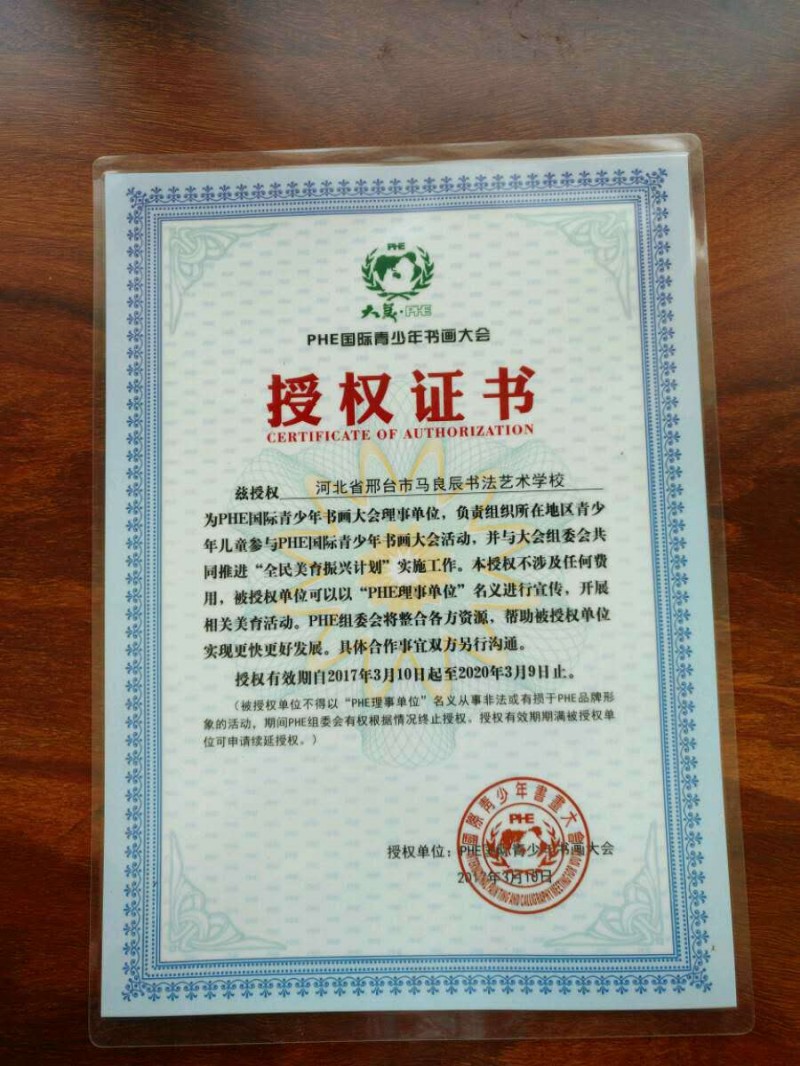 PHE
大美·PHE
PHE国际青少年书画大会
授权证书
CERTIFICATE OF AUTHORIZATION
兹授权 河北省邢台市马良辰书法艺术学校
为PHE国际青少年书画大会理事单位，负责组织所在地区青少
年儿童参与PHE国际青少年书画大会活动，并与大会组委会共
同推进“全民美育振兴计划”实施工作。本授权不涉及任何费
用，被授权单位可以以“PHE理事单位”名义进行宣传，开展
相关美育活动。PHE组委会将整合各方资源，帮助被授权单位
实现更快更好发展。具体合作事宜双方另行沟通。
授权有效期自2017年3月10日起至2020年3月9日止。
（被授权单位不得以“PHE理事单位”名义从事非法或有损于PHE品牌形
象的活动，期间PHE组委会有权根据情况终止授权。授权有效期期满被授权单
位可申请续延授权。）
國際青少年書畫大會
PHE
授权单位：PHE国际青少年书画大会
2017年3月10日